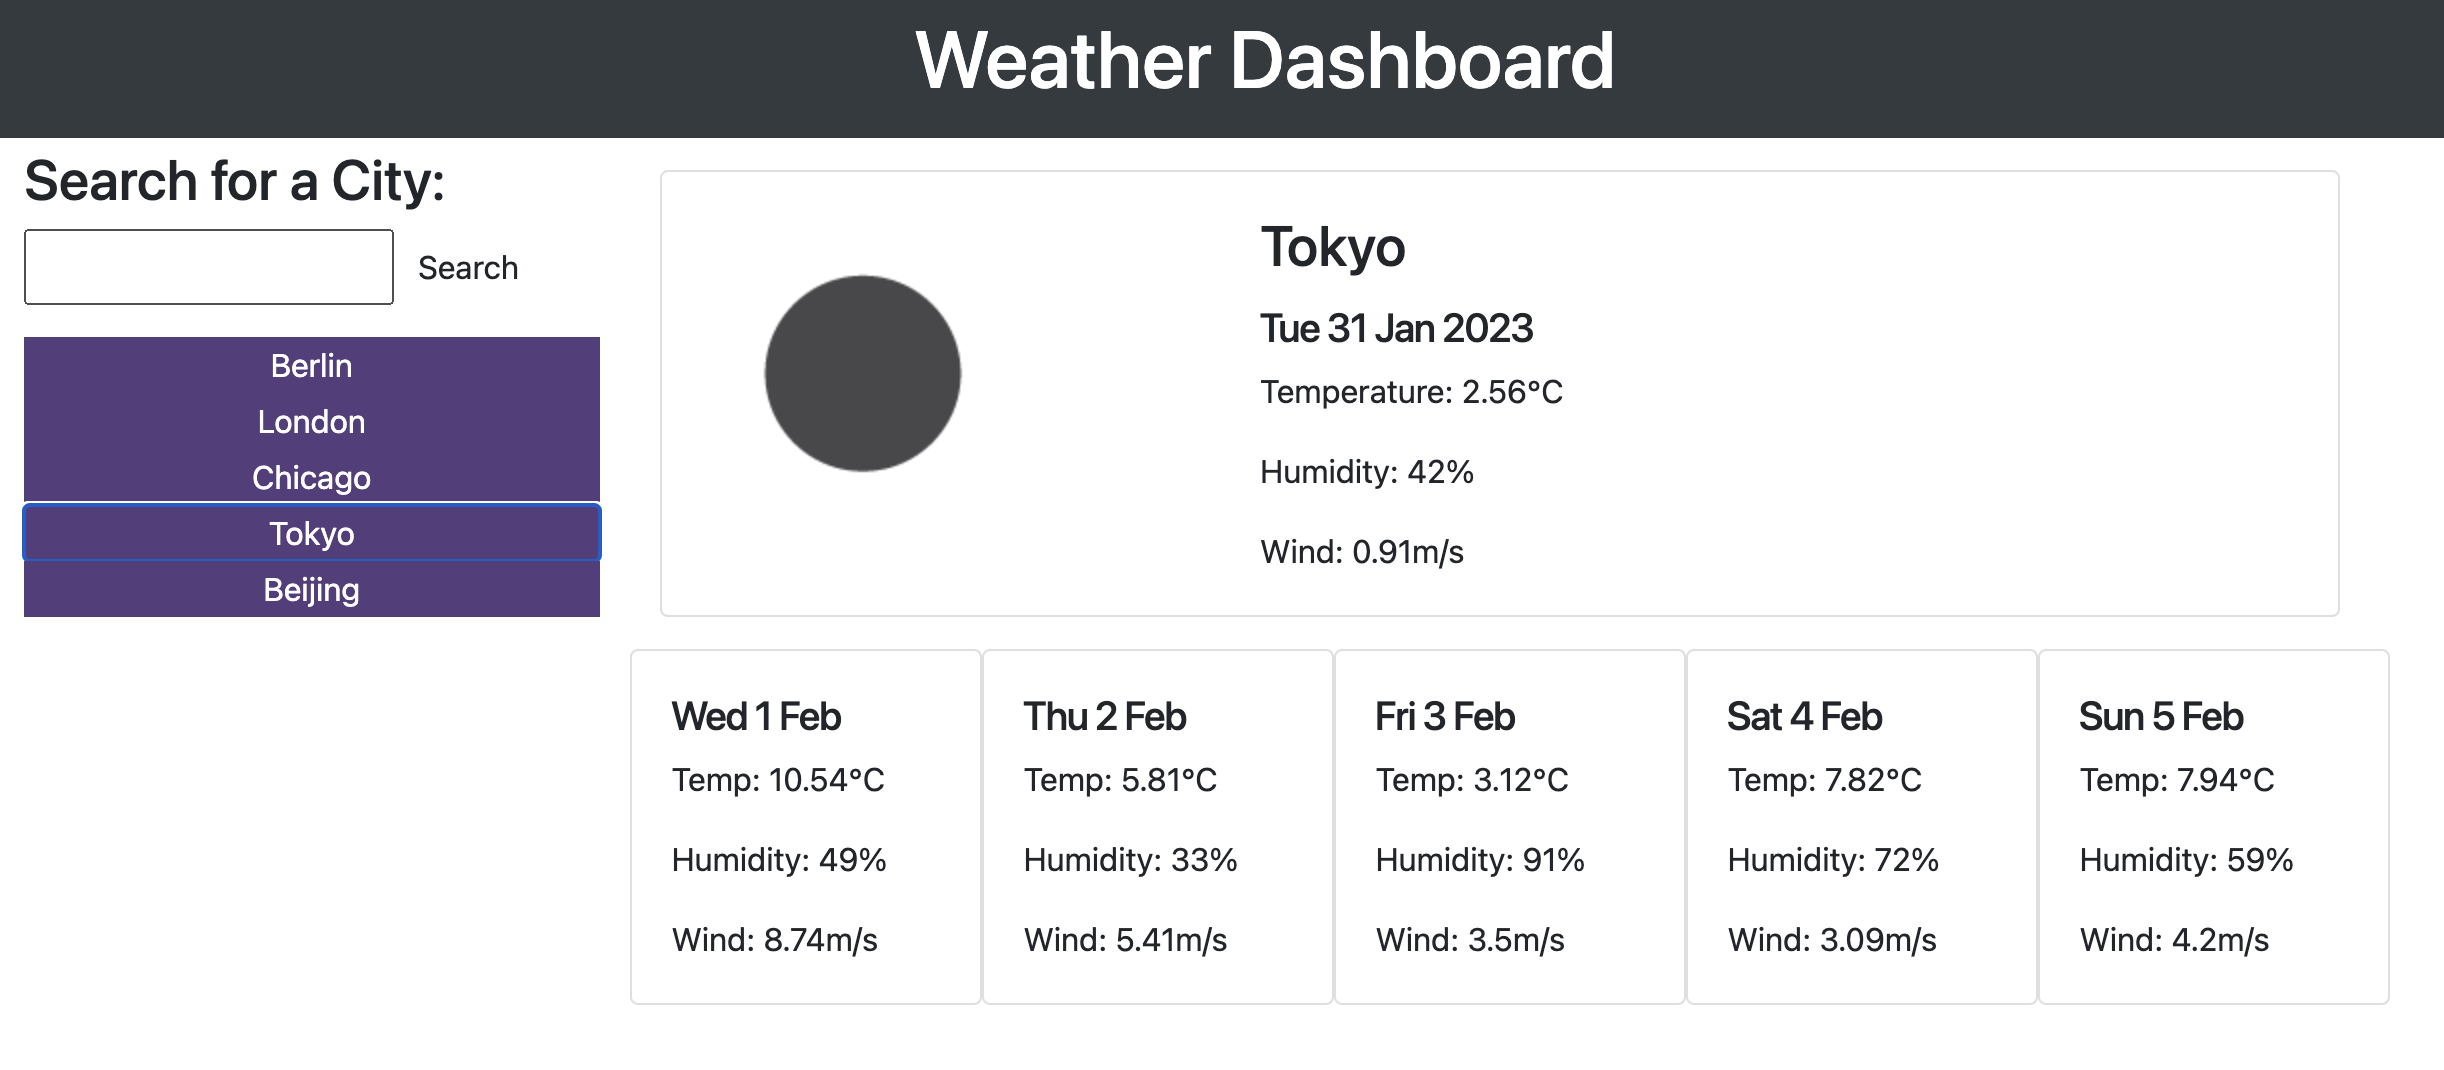 Weather Dashboard
Search for a City:
Search
Berlin
London
Chicago
Tokyo
Beijing
Tokyo
Tue 31 Jan 2023
Temperature: 2.56°C
Humidity: 42%
Wind: 0.91m/s
Wed 1 Feb
Temp: 10.54°C
Humidity: 49%
Wind: 8.74m/s
Thu 2 Feb
Temp: 5.81°C
Humidity: 33%
Wind: 5.41m/s
Fri 3 Feb
Temp: 3.12°C
Humidity: 91%
Wind: 3.5m/s
Sat 4 Feb
Temp: 7.82°C
Humidity: 72%
Wind: 3.09m/s
Sun 5 Feb
Temp: 7.94°C
Humidity: 59%
Wind: 4.2m/s